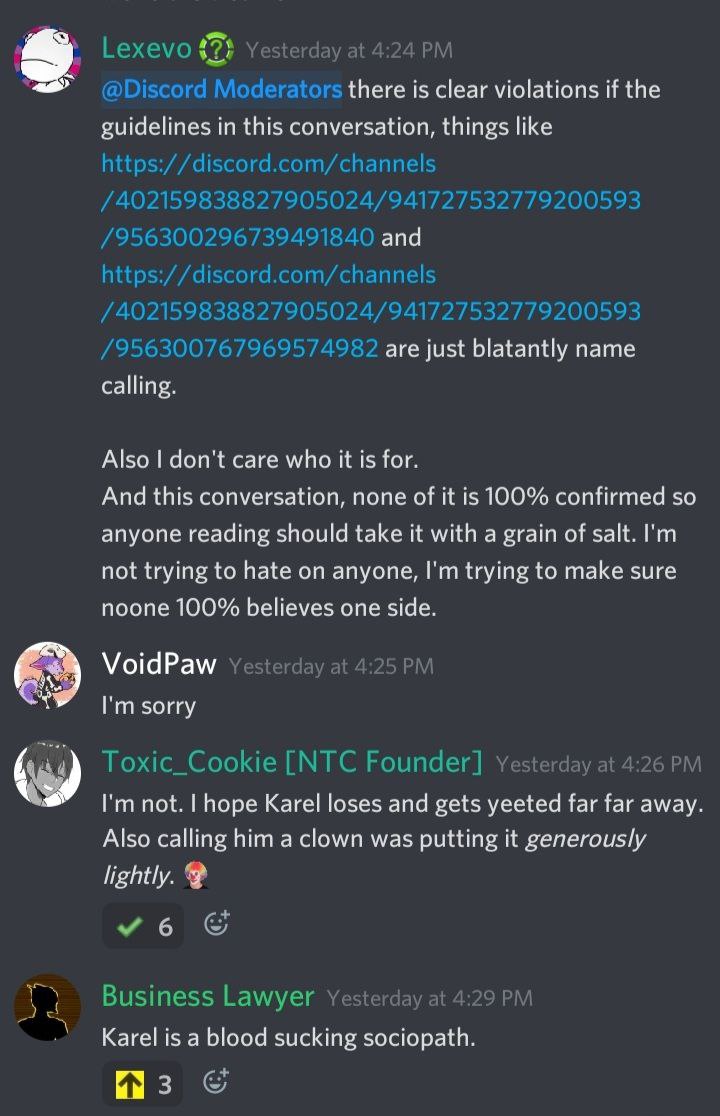 Lexevo Yesterday at 4:24 PM
@Discord Moderators there is clear violations if the
guidelines in this conversation, things like
https://discord.com/channels
/402159838827905024/941727532779200593
/956300296739491840 and
https://discord.com/channels
/402159838827905024/941727532779200593
/956300767969574982 are just blatantly name
calling.
Also I don't care who it is for.
And this conversation, none of it is 100% confirmed so
anyone reading should take it with a grain of salt. I'm
not trying to hate on anyone, I'm trying to make sure
noone 100% believes one side.
VoidPaw Yesterday at 4:25 PM
I'm sorry
Toxic_Cookie [NTC Founder] Yesterday at 4:26 PM
I'm not. I hope Karel loses and gets yeeted far far away.
Also calling him a clown was putting it generously
lightly. 🤡
6
Business Lawyer Yesterday at 4:29 PM
Karel is a blood sucking sociopath.
3